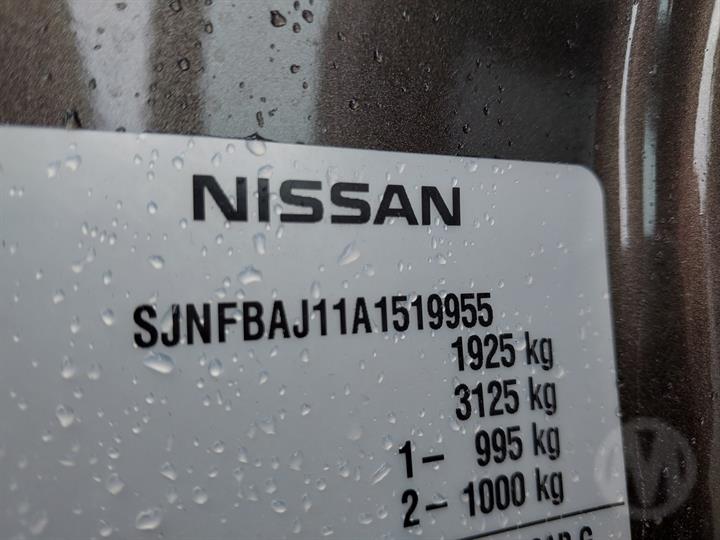 NISSAN
SJNFBAJ11A1519955
1925 kg
3125 kg
1– 995 kg
2– 1000 kg